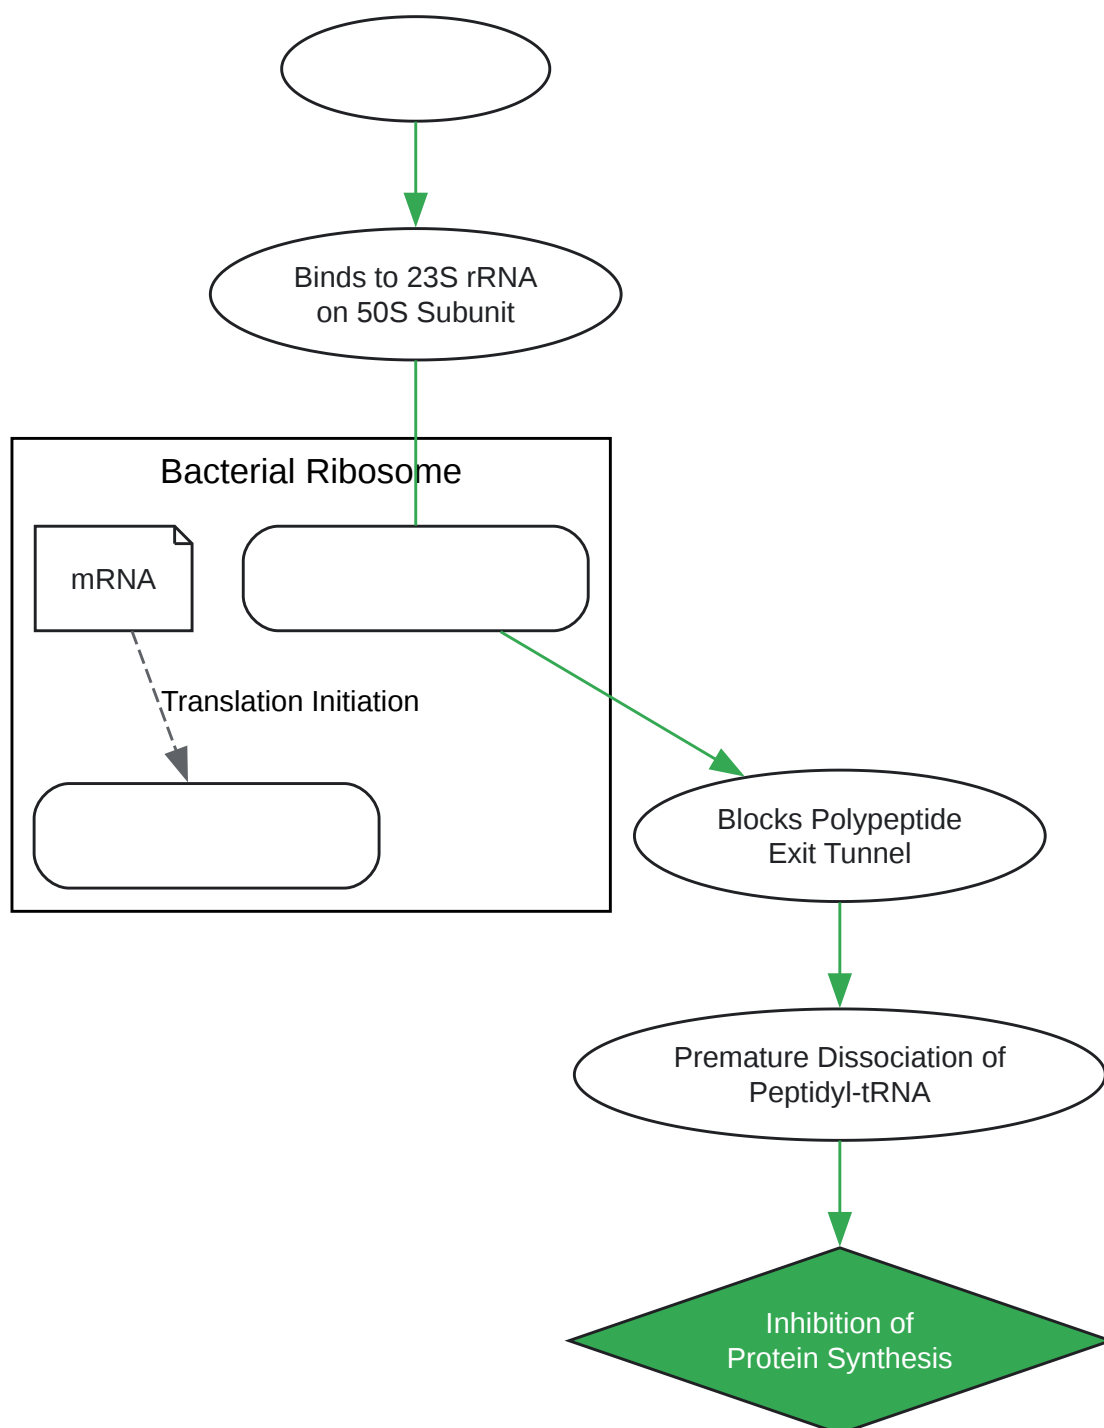 Binds to 23S rRNA
on 50S Subunit
Bacterial Ribosome
mRNA
Translation Initiation
Blocks Polypeptide
Exit Tunnel
Premature Dissociation of
Peptidyl-tRNA
Inhibition of
Protein Synthesis